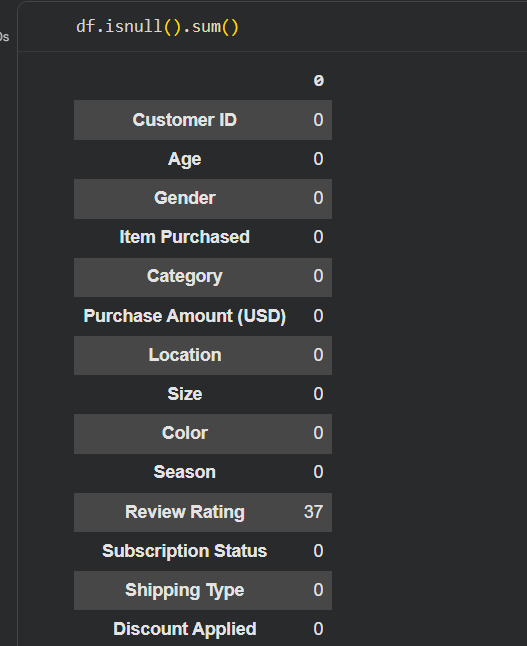 0s
df.isnull().sum()
0
Customer ID 0
Age 0
Gender 0
Item Purchased 0
Category 0
Purchase Amount (USD) 0
Location 0
Size 0
Color 0
Season 0
Review Rating 37
Subscription Status 0
Shipping Type 0
Discount Applied 0